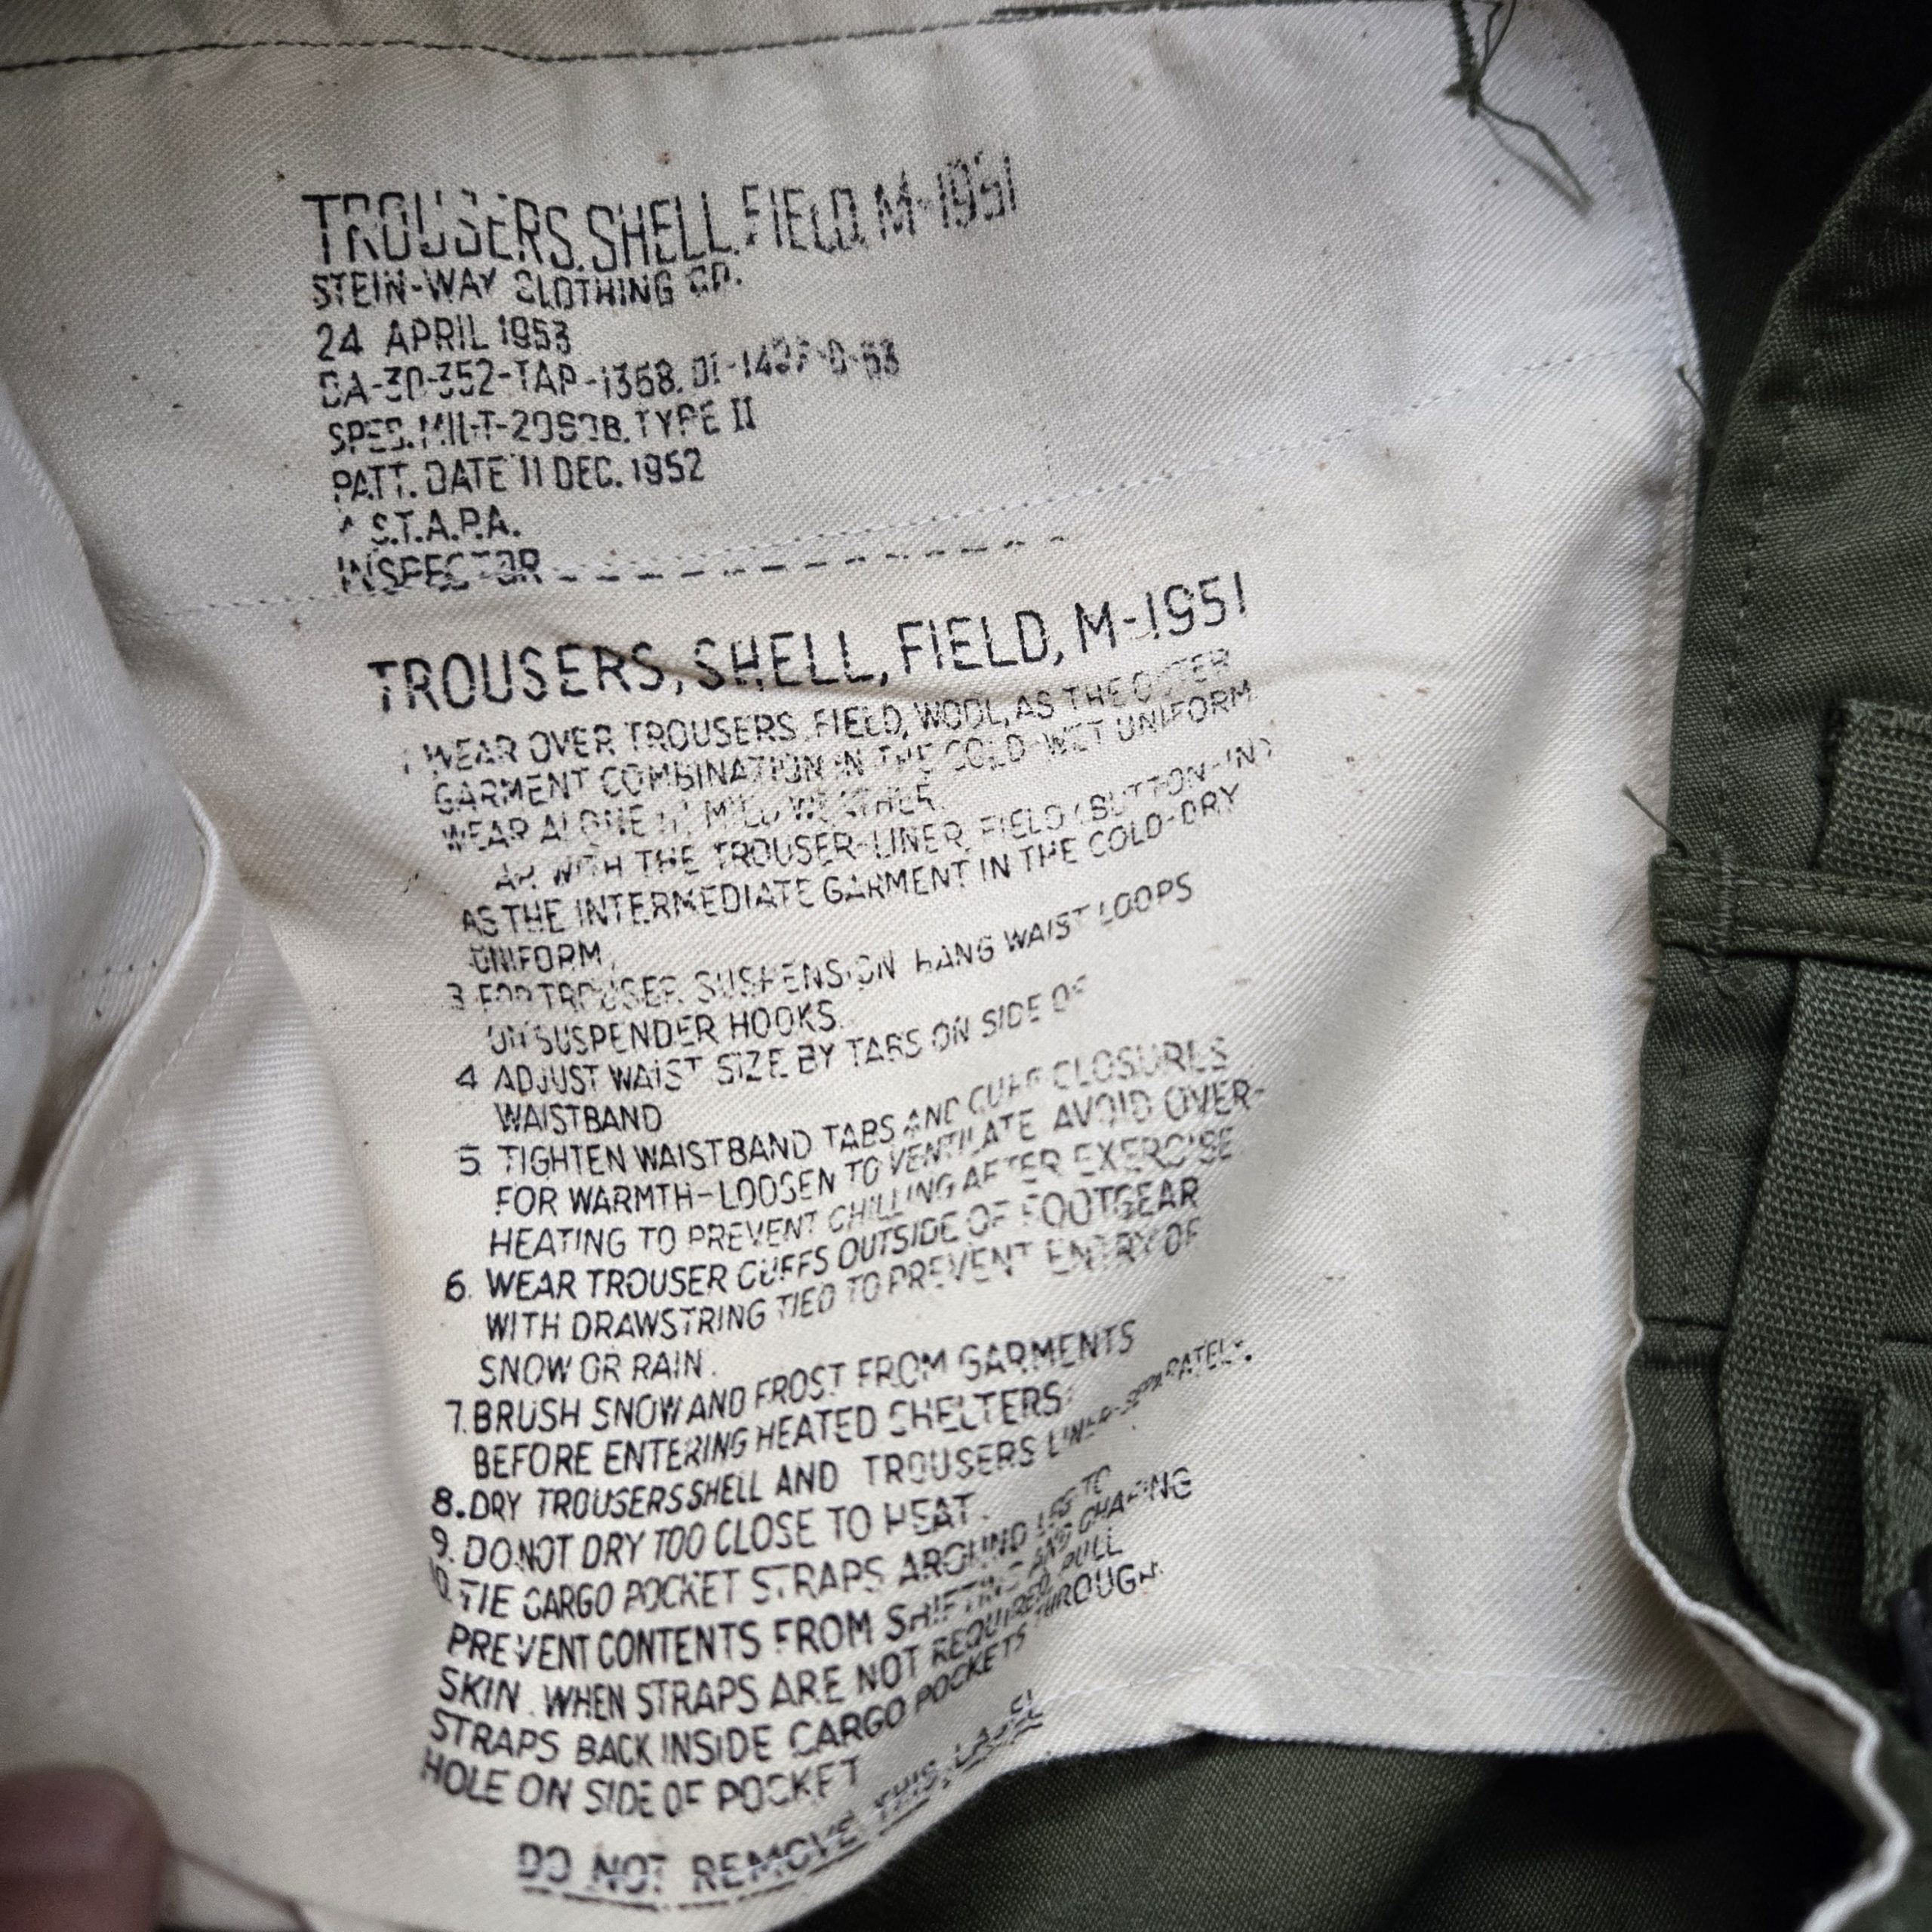 TROUSERS, SHELL, FIELD, M-1951
STEIN-WAY CLOTHING CO.
24 APRIL 1953
DA-30-352-TAP-1368,
TYPE II
PATT. DATE 11 DEC. 1952
A.S.T.A.P.A.
INSPECTOR
TROUSERS, SHELL, FIELD, M-1951
1 WEAR OVER TROUSERS, FIELD, WOOL, AS THE OUTER
GARMENT COMBINATION IN THE COLD-WET UNIFORM
WEAR ALONE IN MILD WEATHER.
WITH THE TROUSER-LINER, FIELD (BUTTON-IN)
AS THE INTERMEDIATE GARMENT IN THE COLD-DRY
UNIFORM.
3 FOR TROUSER SUSPENSION HANG WAIST LOOPS
ON SUSPENDER HOOKS.
4 ADJUST WAIST SIZE BY TABS ON SIDE OF
WAISTBAND
5 TIGHTEN WAISTBAND TABS AND CUFF CLOSURES
FOR WARMTH-LOOSEN TO VENTILATE AVOID OVER-
HEATING TO PREVENT CHILLING AFTER EXERCISE
6. WEAR TROUSER CUFFS OUTSIDE OF FOOTGEAR
WITH DRAWSTRING TIED TO PREVENT ENTRY OF
SNOW OR RAIN.
7. BRUSH SNOW AND FROST FROM GARMENTS
BEFORE ENTERING HEATED SHELTERS.
8. DRY TROUSERS SHELL AND TROUSERS LINER SEPARATELY.
9. DO NOT DRY TOO CLOSE TO HEAT.
10. TIE CARGO POCKET STRAPS AROUND LEG TO
PREVENT CONTENTS FROM SHIFTING AND CHAFING
SKIN. WHEN STRAPS ARE NOT REQUIRED, PULL
STRAPS BACK INSIDE CARGO POCKETS THROUGH
HOLE ON SIDE OF POCKET
DO NOT REMOVE THIS LABEL